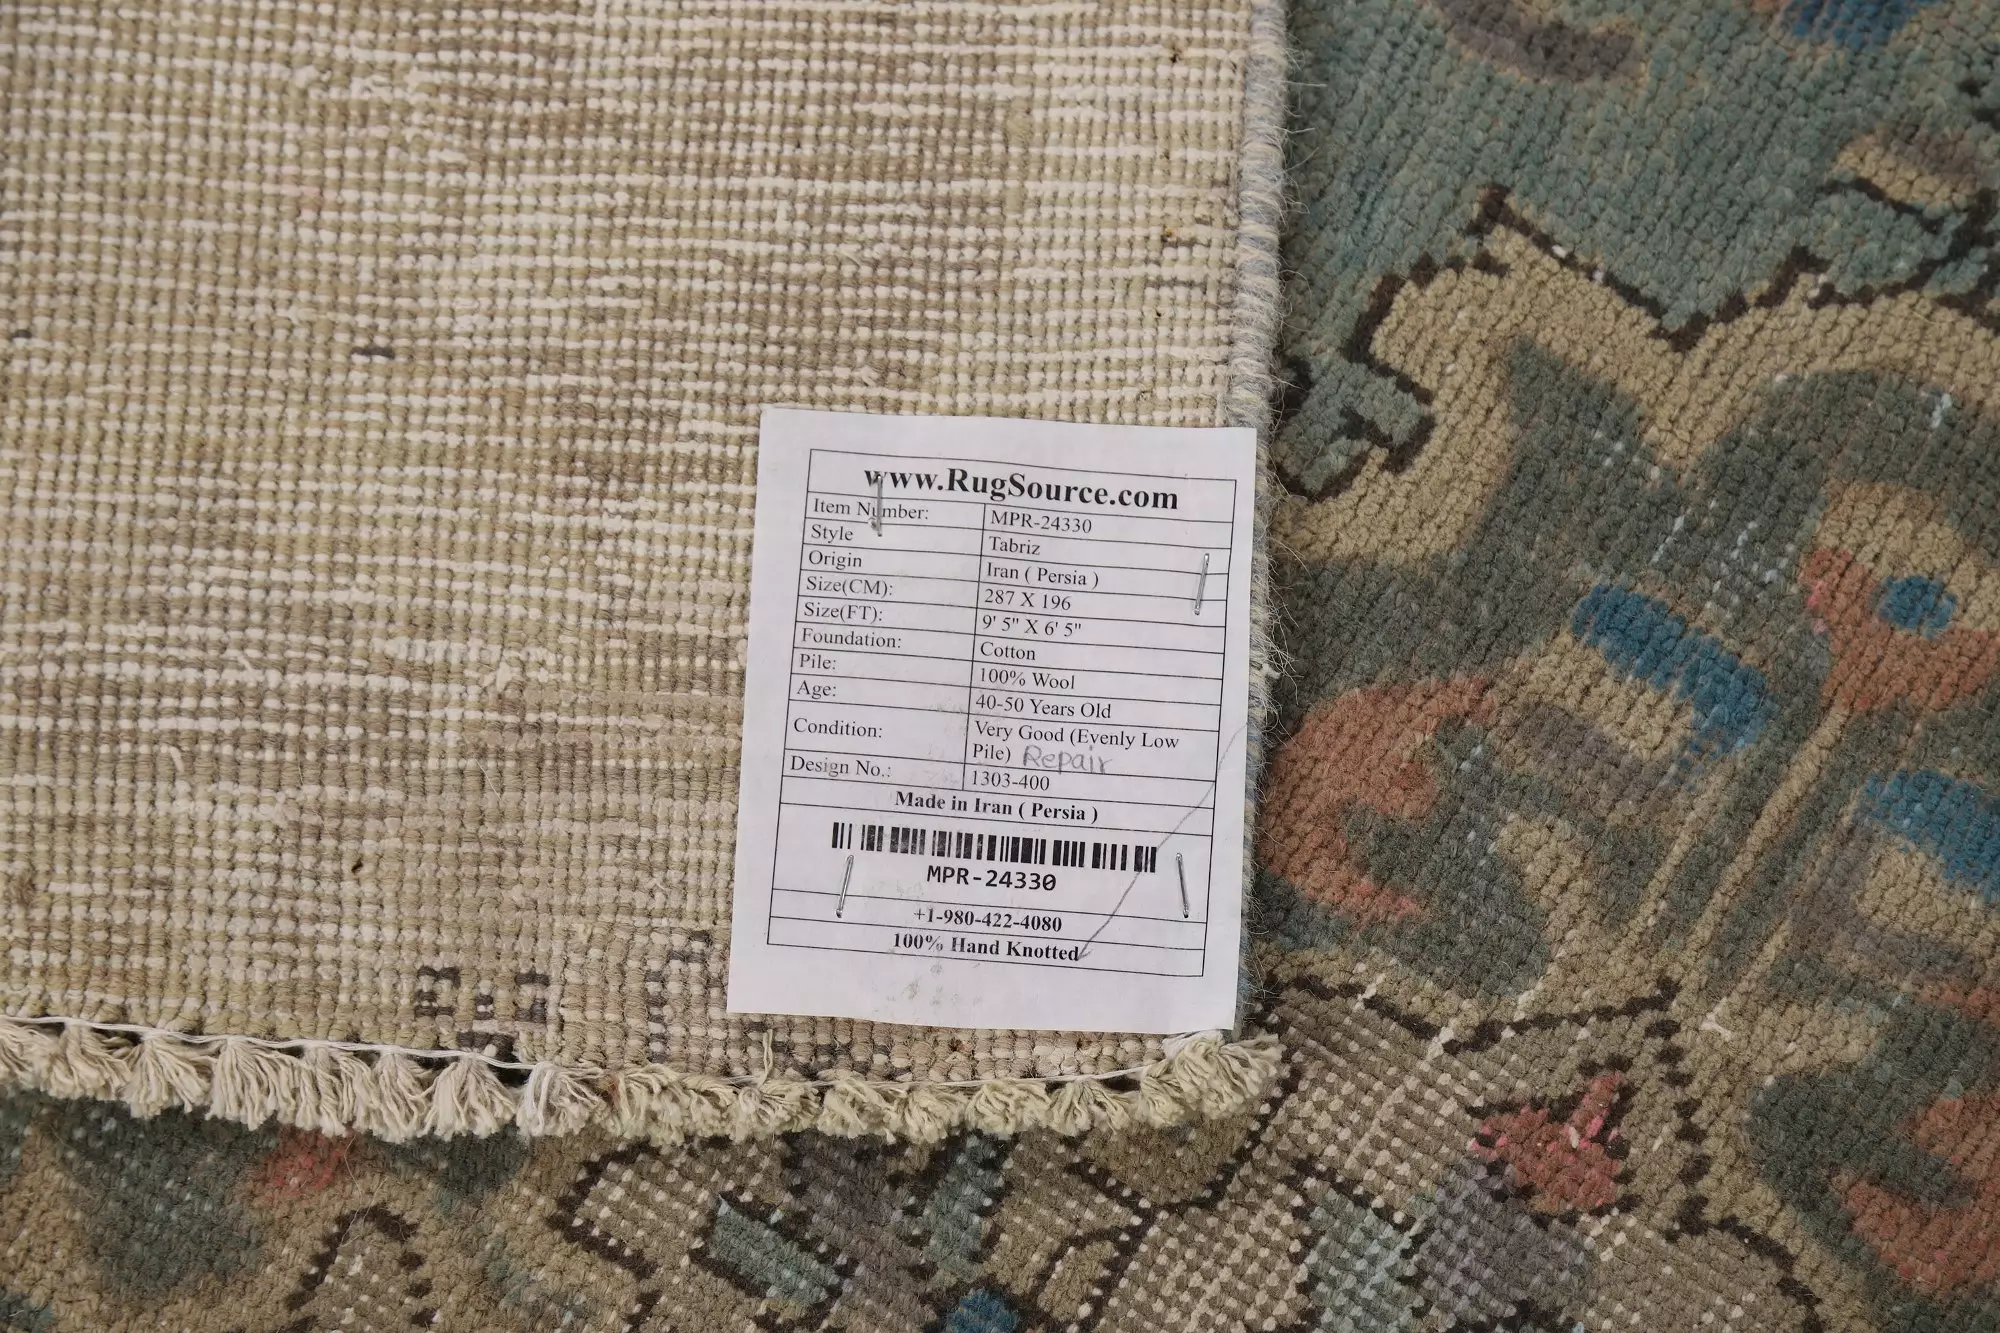 www.RugSource.com
Item Number: MPR-24330
Style Tabriz
Origin Iran ( Persia )
Size(CM): 287 X 196
Size(FT): 9' 5" X 6' 5"
Foundation: Cotton
Pile: 100% Wool
Age: 40-50 Years Old
Condition: Very Good (Evenly Low
Pile) Repair
Design No.: 1303-400
Made in Iran ( Persia )
MPR-24330
+1-980-422-4080
100% Hand Knotted